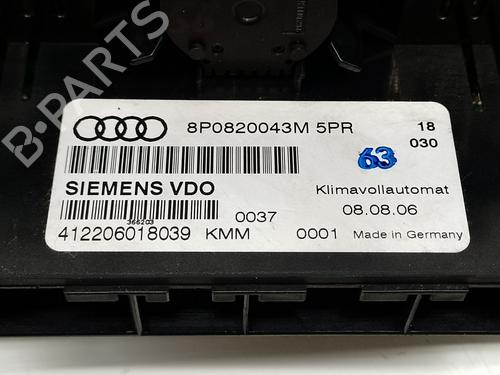 B-PARTS
8P0820043M 5PR
18
030
63
SIEMENS VDO
Klimavollautomat
366203
0037
08.08.06
412206018039 KMM
0001 Made in Germany